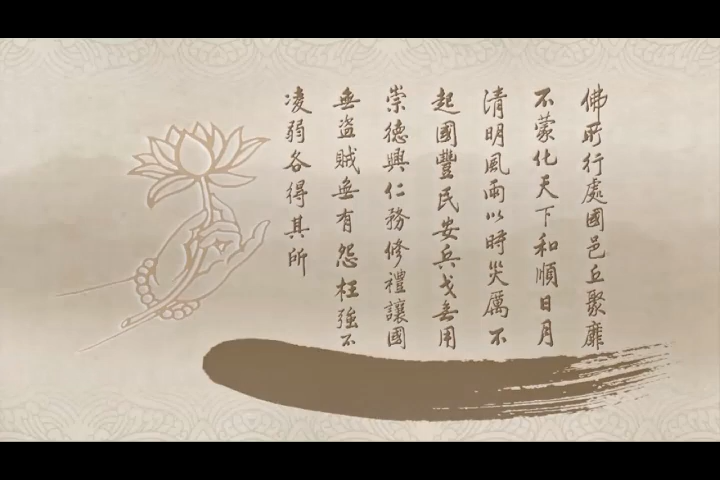 佛所行處國邑丘聚靡
不蒙化天下和順日月
清明風雨以時災厲不
起國豐民安兵戈無用
崇德興仁務修禮讓國
無盜賊無有怨枉強不
凌弱各得其所